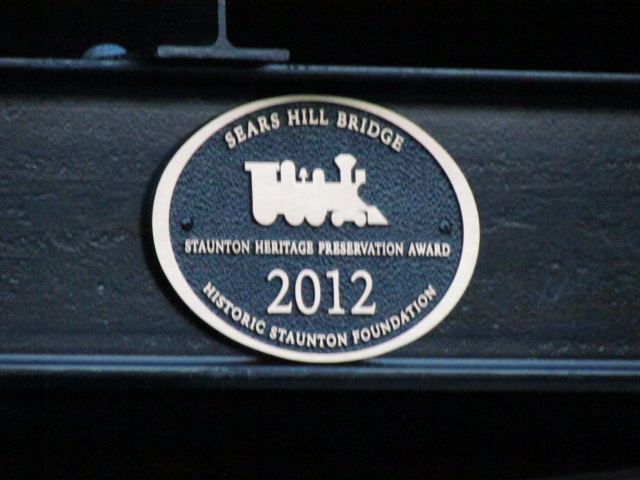 SEARS HILL BRIDGE
STAUNTON HERITAGE PRESERVATION AWARD
2012
HISTORIC STAUNTON FOUNDATION